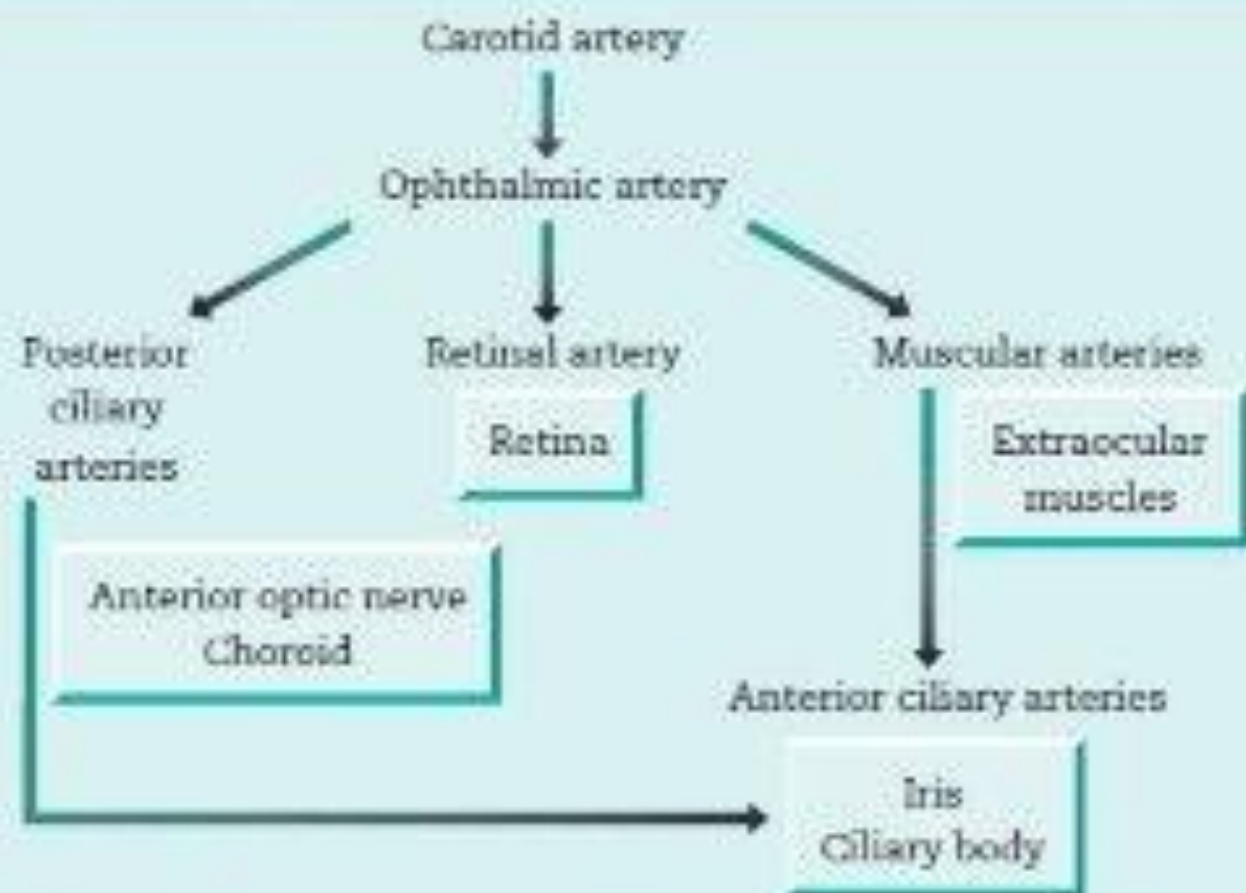 Carotid artery
Ophthalmic artery
Posterior
ciliary
arteries
Retinal artery
Retina
Muscular arteries
Extraocular
muscles
Anterior optic nerve
Choroid
Anterior ciliary arteries
Iris
Ciliary body